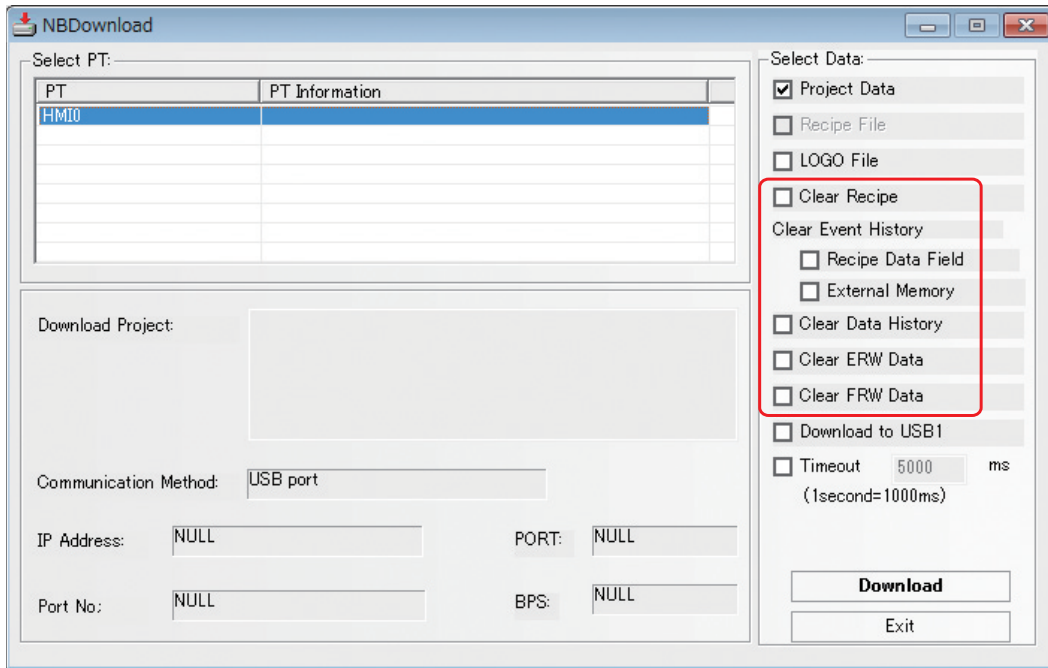 NBDownload
Select PT:
PT PT Information
HMI0
Download Project:
Communication Method: USB port
IP Address: NULL PORT: NULL
Port No; NULL BPS: NULL
Select Data:
Project Data
Recipe File
LOGO File
Clear Recipe
Clear Event History
Recipe Data Field
External Memory
Clear Data History
Clear ERW Data
Clear FRW Data
Download to USB1
Timeout 5000 ms
(1second=1000ms)
Download
Exit